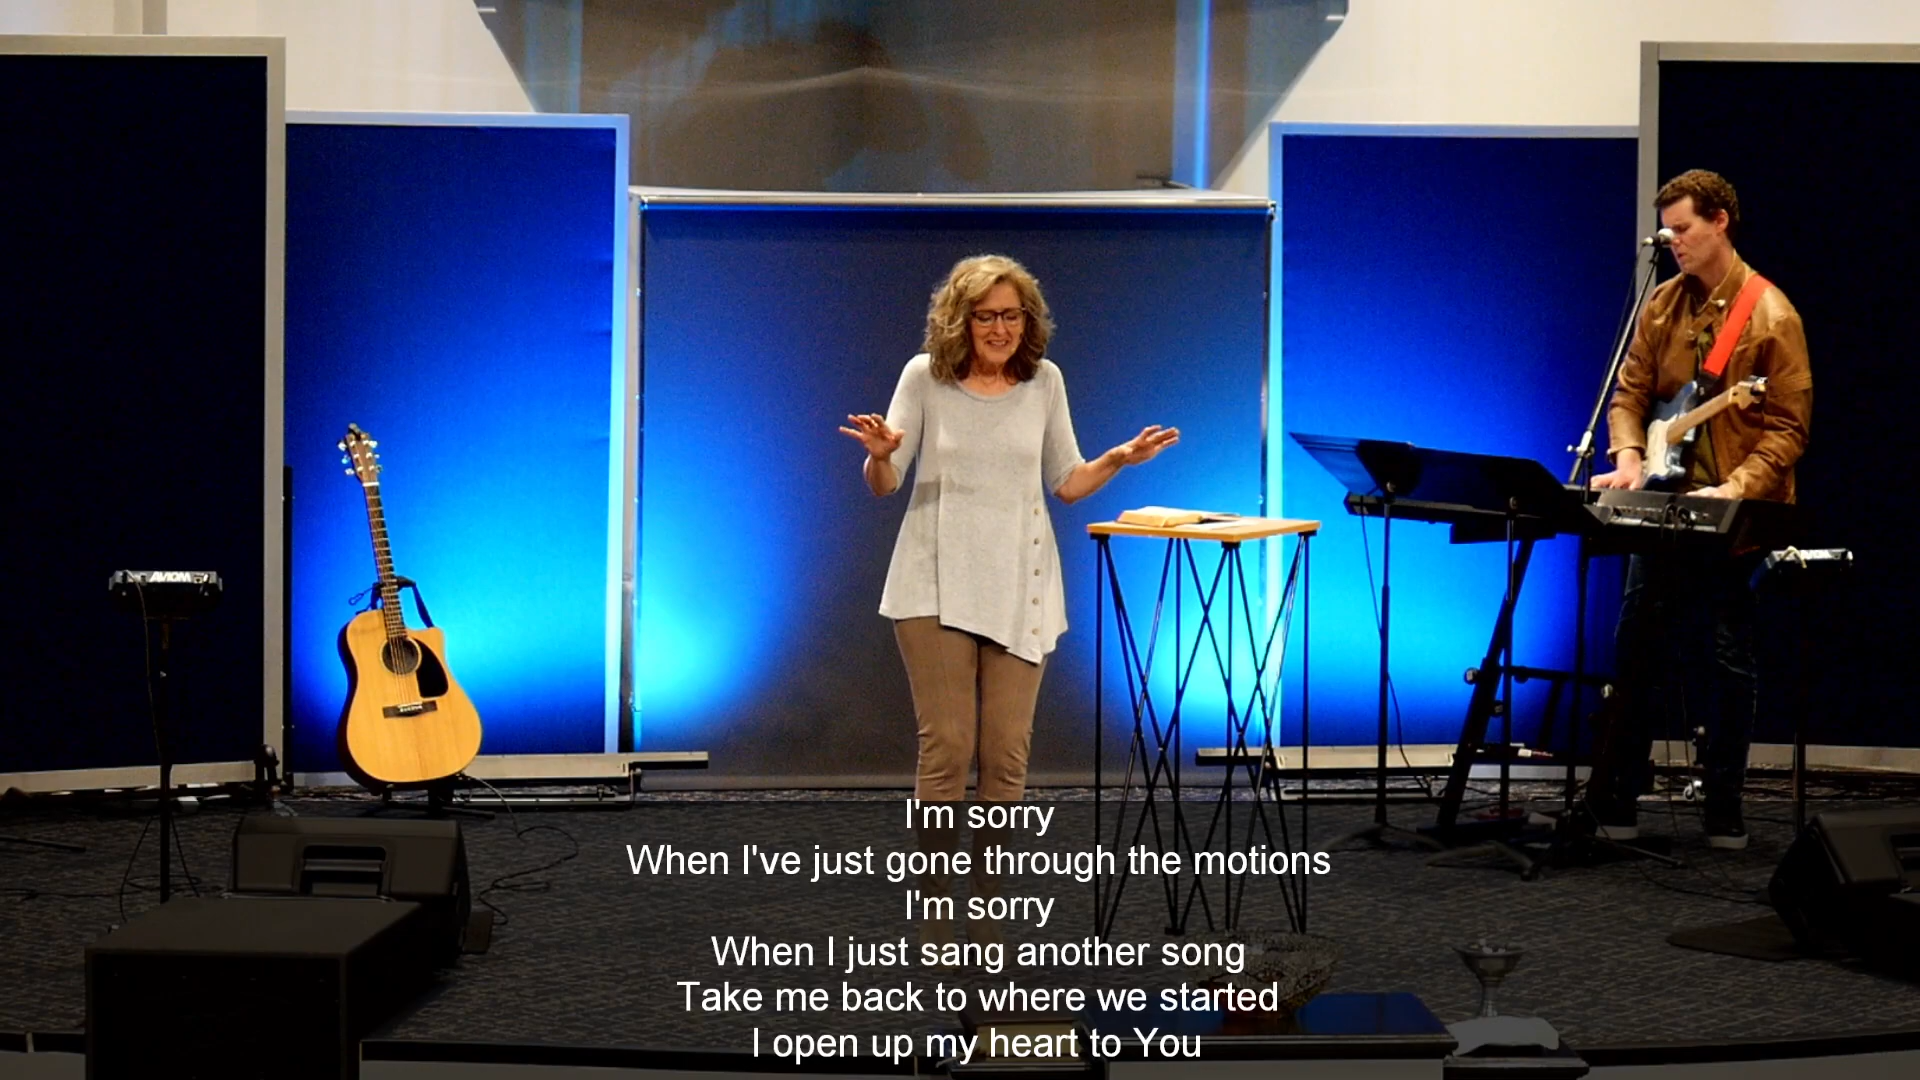 AVIOM
I'm sorry
When I've just gone through the motions
I'm sorry
When I just sang another song
Take me back to where we started
I open up my heart to You